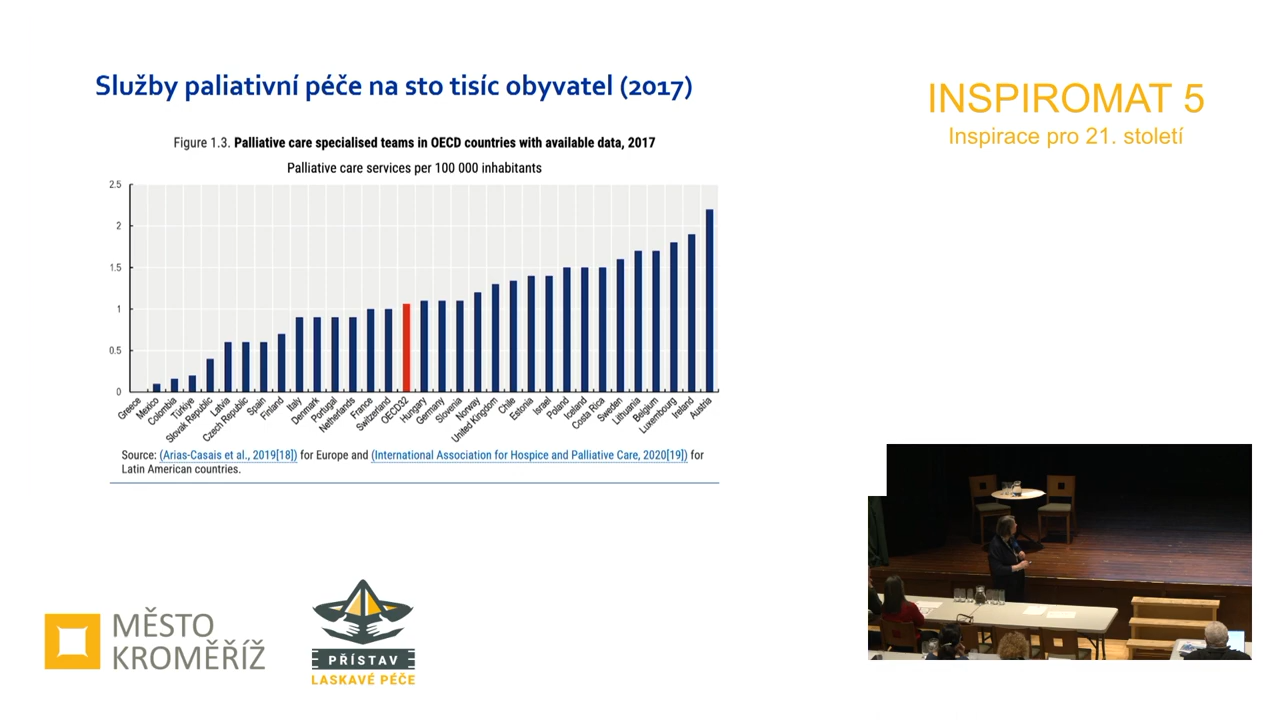 Služby paliativní péče na sto tisíc obyvatel (2017)
INSPIROMAT 5
Inspirace pro 21. století
Figure 1.3. Palliative care specialised teams in OECD countries with available data, 2017
Palliative care services per 100 000 inhabitants
2.5
2
1.5
1
0.5
0
Greece
Mexico
Colombia
Türkiye
Slovak Republic
Latvia
Czech Republic
Spain
Finland
Italy
Denmark
Portugal
Netherlands
France
Switzerland
OECD32
Hungary
Germany
Slovenia
Norway
United Kingdom
Chile
Estonia
Israel
Poland
Iceland
Costa Rica
Sweden
Lithuania
Belgium
Luxembourg
Ireland
Austria
Source: (Arias-Casais et al., 2019[18]) for Europe and (International Association for Hospice and Palliative Care, 2020[19]) for
Latin American countries.
MĚSTO
KROMĚŘÍŽ
PŘÍSTAV
LASKAVÉ PÉČE